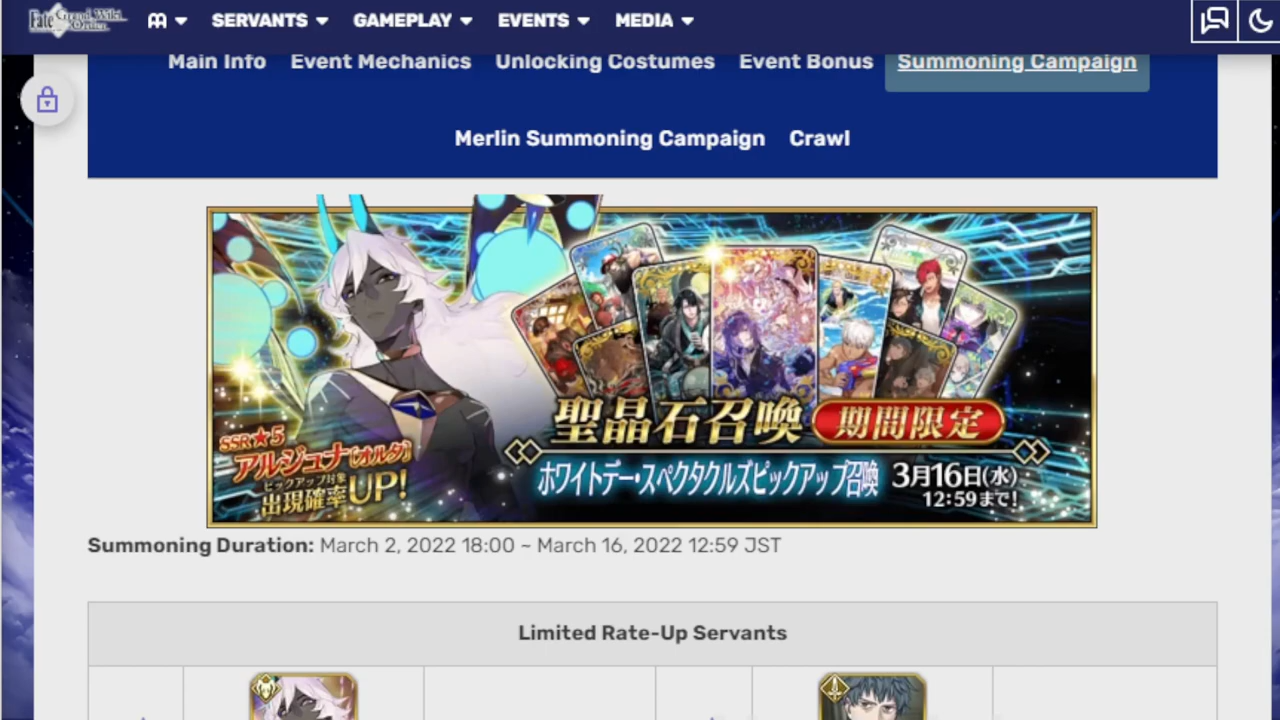 Fate Grand Order Wiki
SERVANTS GAMEPLAY EVENTS MEDIA
Main Info Event Mechanics Unlocking Costumes Event Bonus Summoning Campaign
Merlin Summoning Campaign Crawl
聖晶石召喚 期間限定
ホワイトデー・スペクタクルズピックアップ召喚 3月16日(水)
12:59まで!
SSR★5
アルジュナ[オルタ]
ピックアップ対象
出現確率UP!
Summoning Duration: March 2, 2022 18:00 ~ March 16, 2022 12:59 JST
Limited Rate-Up Servants